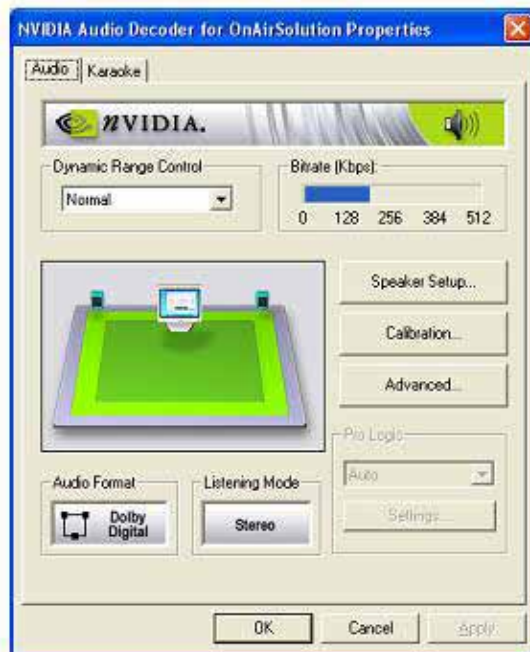 NVIDIA Audio Decoder for OnAirSolution Properties
Audio Karaoke
nVIDIA.
Dynamic Range Control
Normal
Bitrate (Kbps):
0 128 256 384 512
Speaker Setup...
Calibration...
Advanced...
Pro Logic
Auto
Settings...
Audio Format
Dolby
Digital
Listening Mode
Stereo
OK Cancel Apply